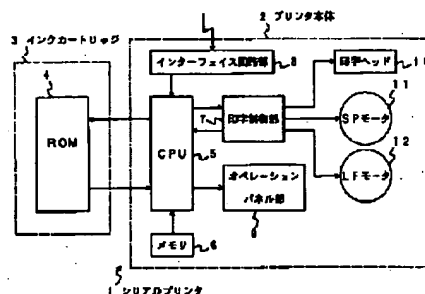 2 プリンタ本体
3 インクカートリッジ
インターフェイス回路部
8
印字ヘッド
10
4
ROM
CPU
5
7
印字制御部
11
SPモータ
12
LFモータ
オペレーション
パネル部
9
メモリ
6
1 シリアルプリンタ